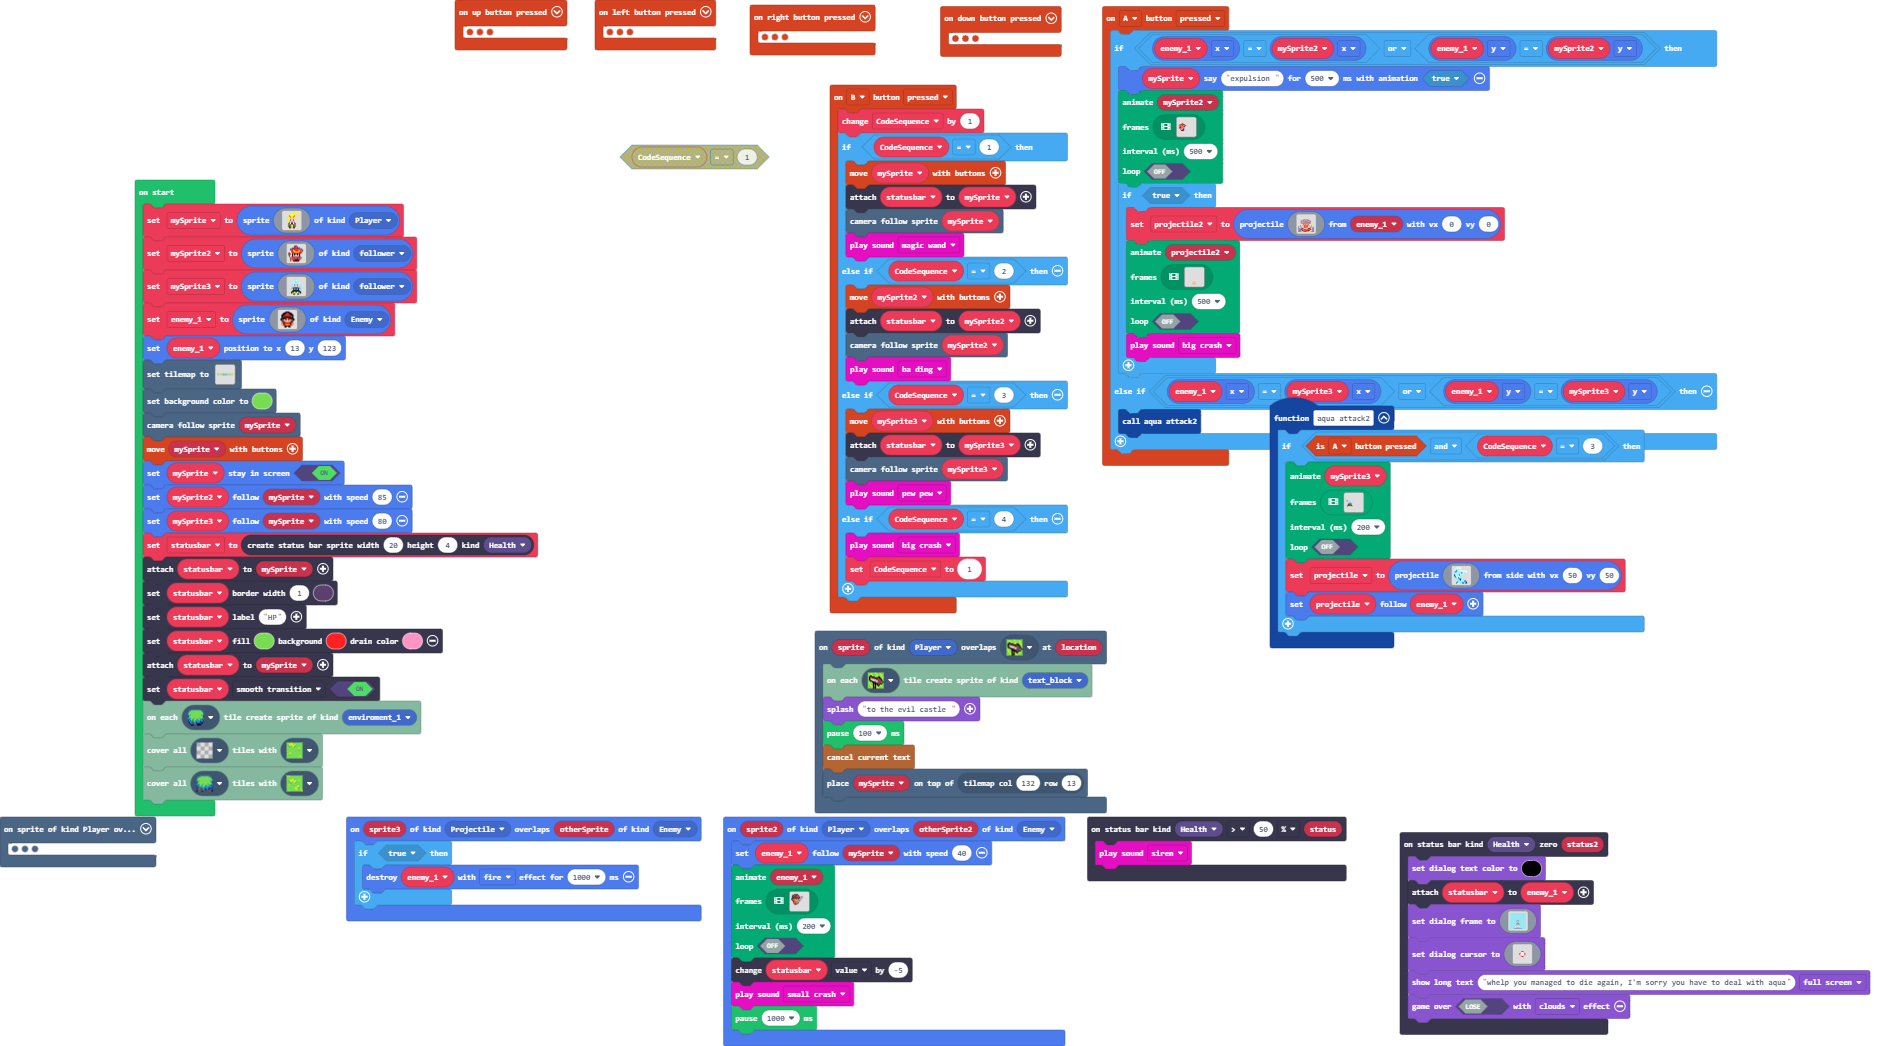 on up button pressed
on left button pressed
on right button pressed
on down button pressed
on A button pressed
if enemy_1 x = mySprite2 x or enemy_1 y = mySprite2 y then
mySprite say "expulsion " for 500 ms with animation true
animate mySprite2
frames
interval (ms) 500
loop OFF
if true then
set projectile2 to projectile from enemy_1 with vx 0 vy 0
animate projectile2
frames
interval (ms) 500
loop OFF
play sound big crash
else if enemy_1 x = mySprite3 x or enemy_1 y = mySprite3 y then
call aqua attack2
function aqua attack2
if is A button pressed and CodeSequence = 3 then
animate mySprite3
frames
interval (ms) 200
loop OFF
set projectile to projectile from side with vx 50 vy 50
set projectile follow enemy_1
on B button pressed
change CodeSequence by 1
if CodeSequence = 1 then
move mySprite with buttons
attach statusbar to mySprite
camera follow sprite mySprite
play sound magic wand
else if CodeSequence = 2 then
move mySprite2 with buttons
attach statusbar to mySprite2
camera follow sprite mySprite2
play sound ba ding
else if CodeSequence = 3 then
move mySprite3 with buttons
attach statusbar to mySprite3
camera follow sprite mySprite3
play sound pew pew
else if CodeSequence = 4 then
play sound big crash
set CodeSequence to 1
CodeSequence = 1
on start
set mySprite to sprite of kind Player
set mySprite2 to sprite of kind follower
set mySprite3 to sprite of kind follower
set enemy_1 to sprite of kind Enemy
set enemy_1 position to x 13 y 123
set tilemap to
set background color to
camera follow sprite mySprite
move mySprite with buttons
set mySprite stay in screen ON
set mySprite2 follow mySprite with speed 85
set mySprite3 follow mySprite with speed 80
set statusbar to create status bar sprite width 20 height 4 kind Health
attach statusbar to mySprite
set statusbar border width 1
set statusbar label "HP"
set statusbar fill background drain color
attach statusbar to mySprite
set statusbar smooth transition ON
on each tile create sprite of kind enviroment_1
cover all tiles with
cover all tiles with
on sprite of kind Player overlaps at location
on each tile create sprite of kind text_block
splash "to the evil castle "
pause 100 ms
cancel current text
place mySprite on top of tilemap col 132 row 13
on sprite of kind Player ov...
on sprite3 of kind Projectile overlaps otherSprite of kind Enemy
if true then
destroy enemy_1 with fire effect for 1000 ms
on sprite2 of kind Player overlaps otherSprite2 of kind Enemy
set enemy_1 follow mySprite with speed 40
animate enemy_1
frames
interval (ms) 200
loop OFF
change statusbar value by -5
play sound small crash
pause 1000 ms
on status bar kind Health > 50 % status
play sound siren
on status bar kind Health zero status2
set dialog text color to
attach statusbar to enemy_1
set dialog frame to
set dialog cursor to
show long text "whelp you managed to die again, I'm sorry you have to deal with aqua" full screen
game over LOSE with clouds effect